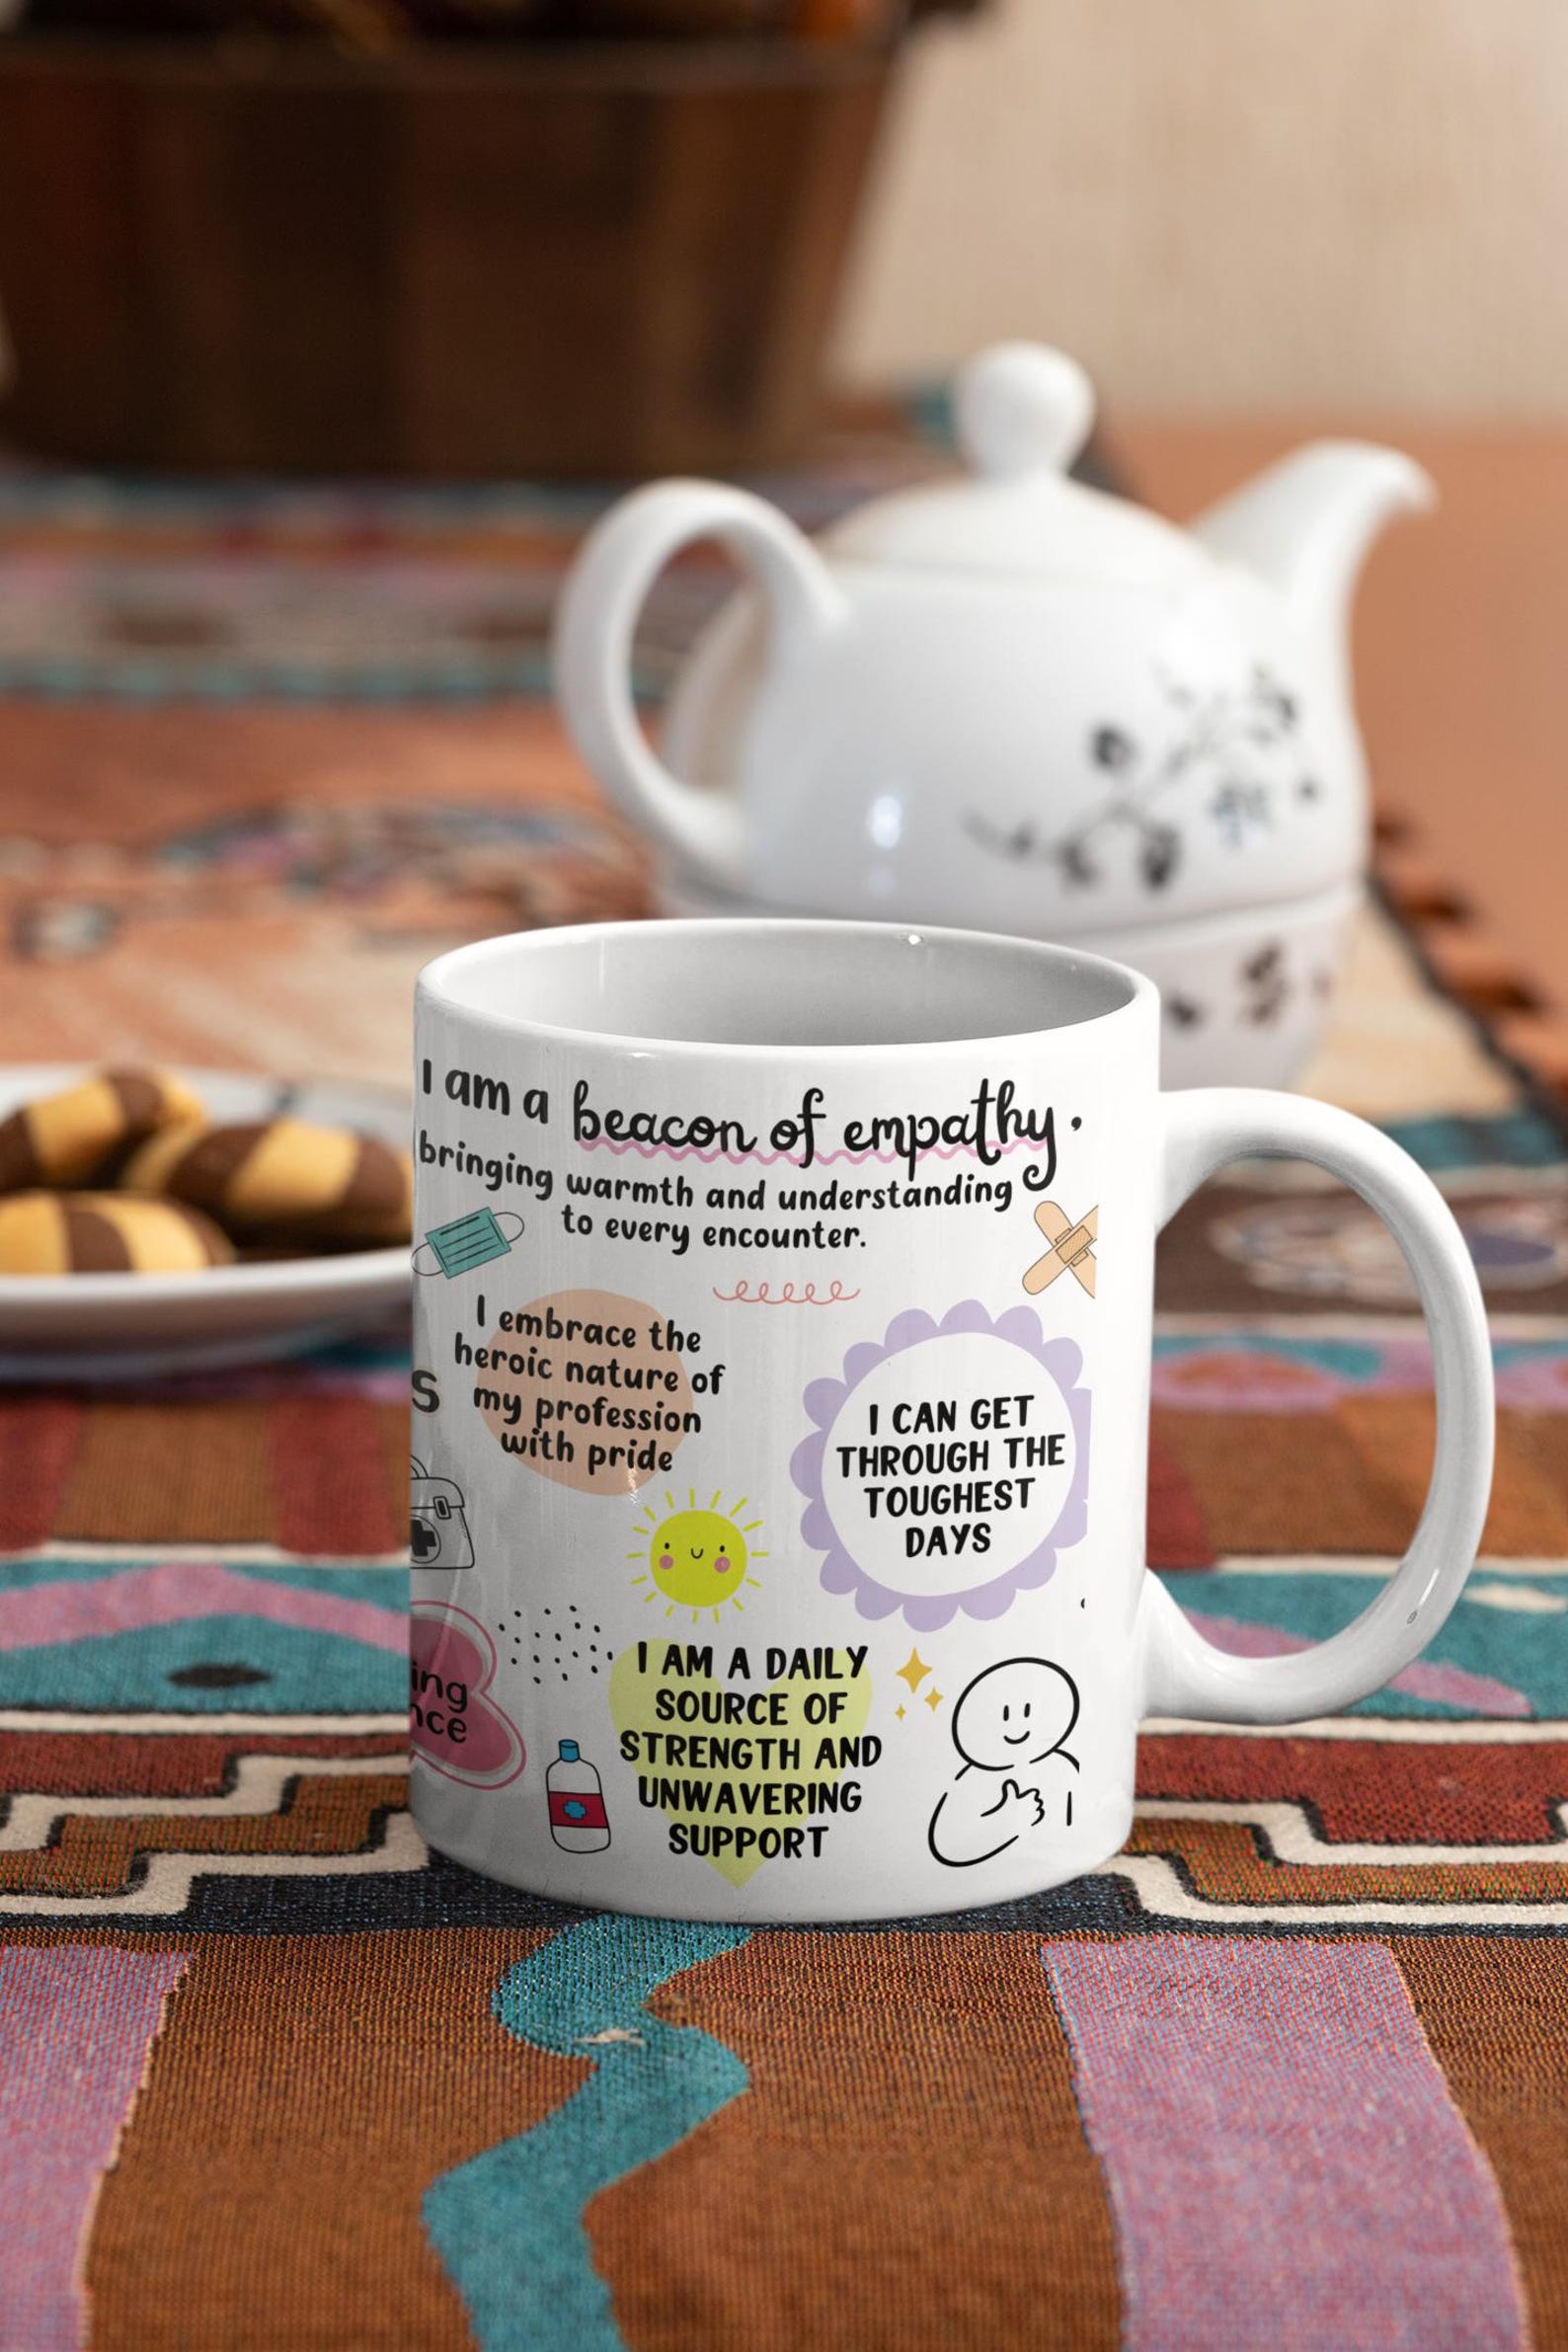 I am a beacon of empathy.
bringing warmth and understanding
to every encounter.
I embrace the
heroic nature of
my profession
with pride
I CAN GET
THROUGH THE
TOUGHEST
DAYS
I AM A DAILY
SOURCE OF
STRENGTH AND
UNWAVERING
SUPPORT